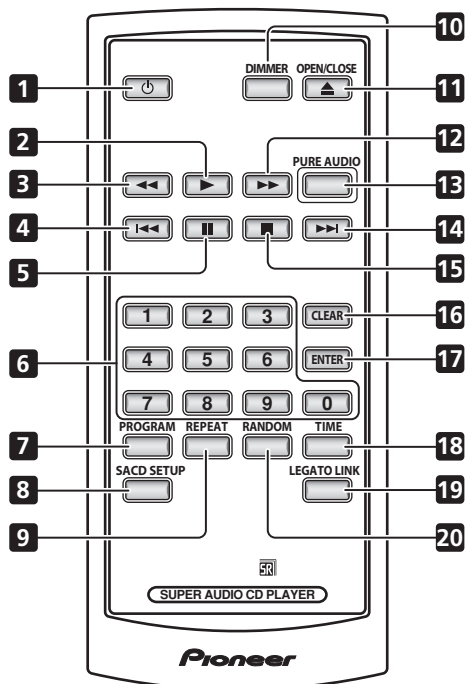 10
DIMMER OPEN/CLOSE
1
11
2
12
PURE AUDIO
3
13
4
14
5
15
1 2 3 CLEAR
16
4 5 6 ENTER
17
6
7 8 9 0
PROGRAM REPEAT RANDOM TIME
7
18
SACD SETUP LEGATO LINK
8
19
9
20
SR
SUPER AUDIO CD PLAYER
Pioneer